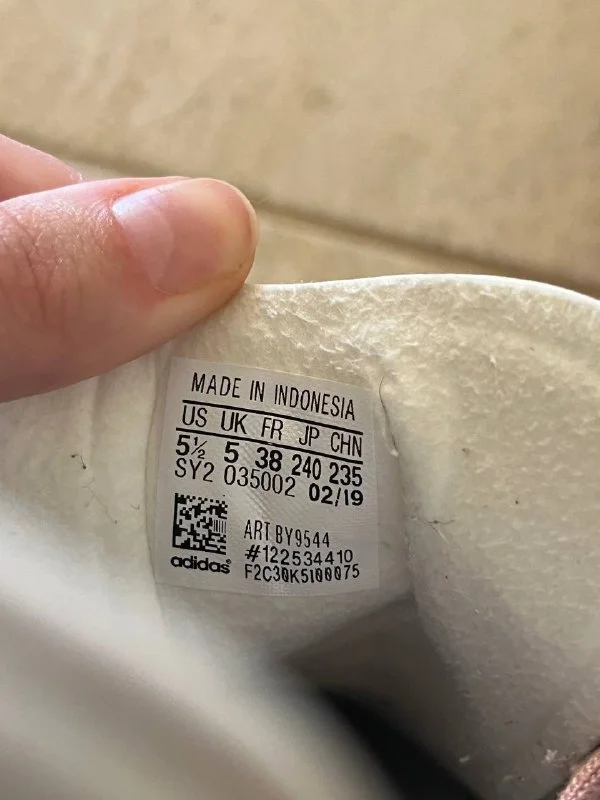 MADE IN INDONESIA
US UK FR JP CHN
5½ 5 38 240 235
SY2 035002 02/19
ART BY9544
#122534410
adidas® F2C30K5I00075